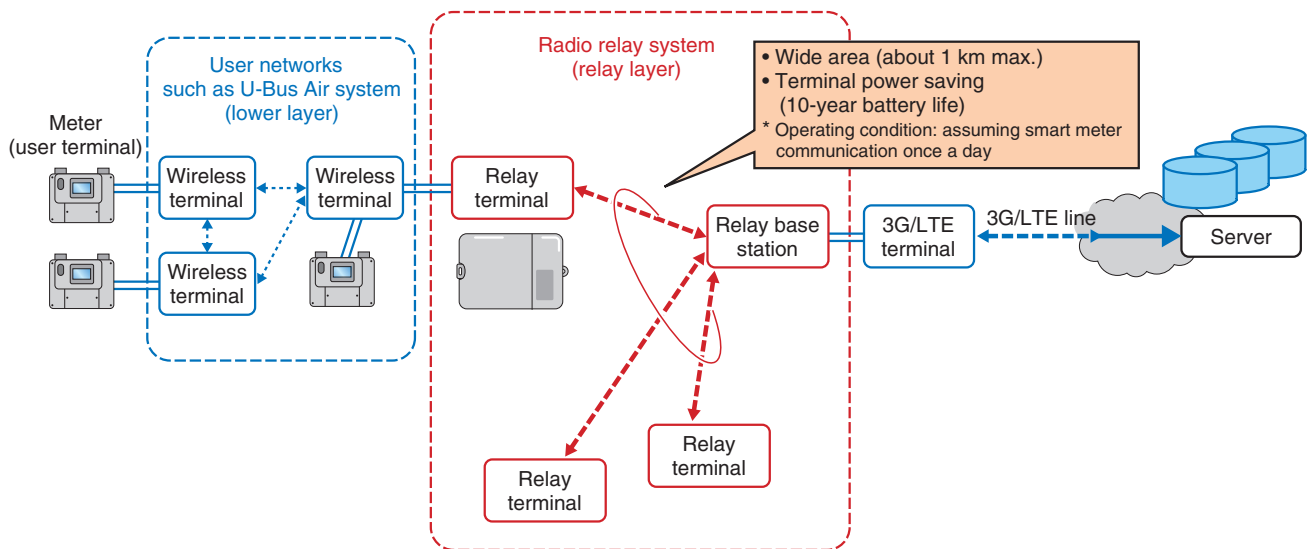 Radio relay system
(relay layer)
• Wide area (about 1 km max.)
• Terminal power saving
(10-year battery life)
* Operating condition: assuming smart meter
communication once a day
User networks
such as U-Bus Air system
(lower layer)
Meter
(user terminal)
Wireless
terminal
Wireless
terminal
Wireless
terminal
Relay
terminal
Relay base
station
3G/LTE
terminal
3G/LTE line
Server
Relay
terminal
Relay
terminal